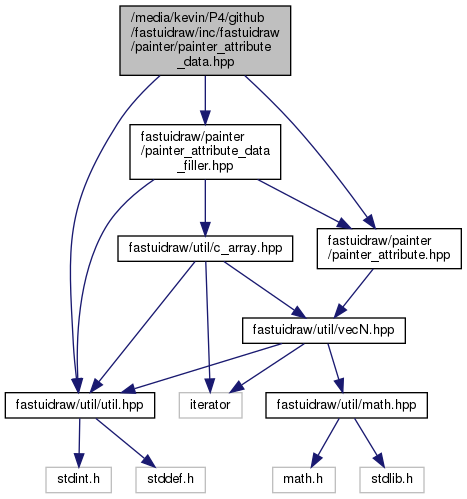 /media/kevin/P4/github
/fastuidraw/inc/fastuidraw
/painter/painter_attribute
_data.hpp
fastuidraw/painter
/painter_attribute_data
_filler.hpp
fastuidraw/util/c_array.hpp
fastuidraw/painter
/painter_attribute.hpp
fastuidraw/util/vecN.hpp
fastuidraw/util/util.hpp
iterator
fastuidraw/util/math.hpp
stdint.h
stddef.h
math.h
stdlib.h